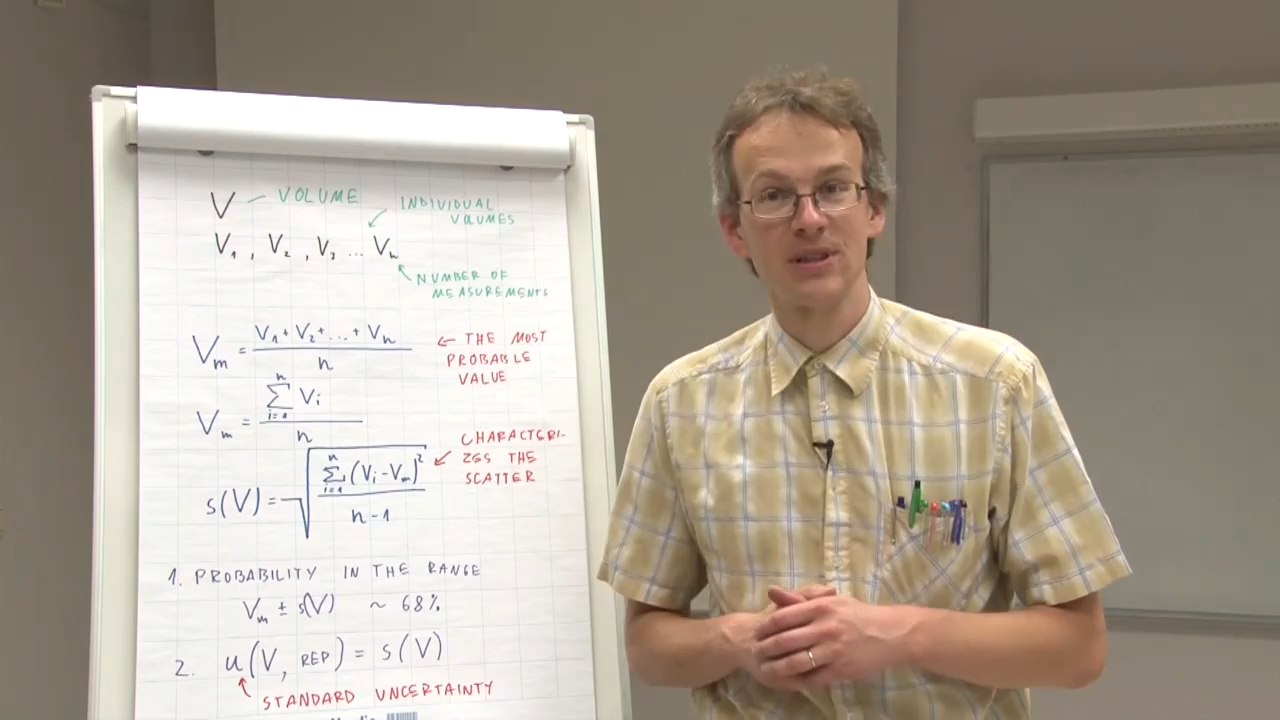 V – VOLUME
INDIVIDUAL
VOLUMES
V₁, V₂, V₃ ... Vₙ
NUMBER OF
MEASUREMENTS
Vₘ = (V₁ + V₂ + ... + Vₙ) / n
← THE MOST
PROBABLE
VALUE
Vₘ = ∑ᵢ₌₁ⁿ Vᵢ / n
CHARACTERI-
ZES THE
SCATTER
s(V) = √(∑ᵢ₌₁ⁿ (Vᵢ - Vₘ)² / (n - 1))
1. PROBABILITY IN THE RANGE
Vₘ ± s(V) ~ 68%
2. u(V, REP) = s(V)
STANDARD UNCERTAINTY